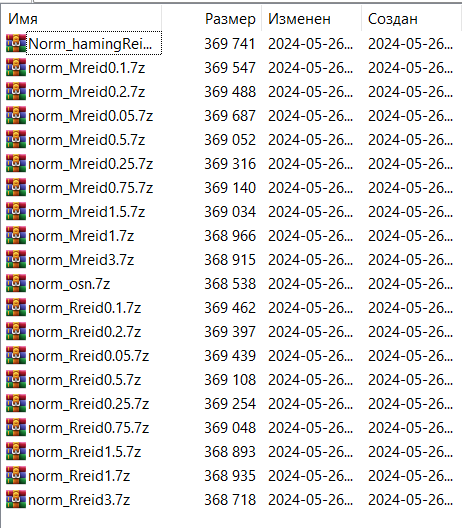 Имя Размер Изменен Создан
Norm_hamingRei... 369 741 2024-05-26... 2024-05-26...
norm_Mreid0.1.7z 369 547 2024-05-26... 2024-05-26...
norm_Mreid0.2.7z 369 488 2024-05-26... 2024-05-26...
norm_Mreid0.05.7z 369 687 2024-05-26... 2024-05-26...
norm_Mreid0.5.7z 369 052 2024-05-26... 2024-05-26...
norm_Mreid0.25.7z 369 316 2024-05-26... 2024-05-26...
norm_Mreid0.75.7z 369 140 2024-05-26... 2024-05-26...
norm_Mreid1.5.7z 369 034 2024-05-26... 2024-05-26...
norm_Mreid1.7z 368 966 2024-05-26... 2024-05-26...
norm_Mreid3.7z 368 915 2024-05-26... 2024-05-26...
norm_osn.7z 368 538 2024-05-26... 2024-05-26...
norm_Rreid0.1.7z 369 462 2024-05-26... 2024-05-26...
norm_Rreid0.2.7z 369 397 2024-05-26... 2024-05-26...
norm_Rreid0.05.7z 369 439 2024-05-26... 2024-05-26...
norm_Rreid0.5.7z 369 108 2024-05-26... 2024-05-26...
norm_Rreid0.25.7z 369 254 2024-05-26... 2024-05-26...
norm_Rreid0.75.7z 369 048 2024-05-26... 2024-05-26...
norm_Rreid1.5.7z 368 893 2024-05-26... 2024-05-26...
norm_Rreid1.7z 368 935 2024-05-26... 2024-05-26...
norm_Rreid3.7z 368 718 2024-05-26... 2024-05-26...